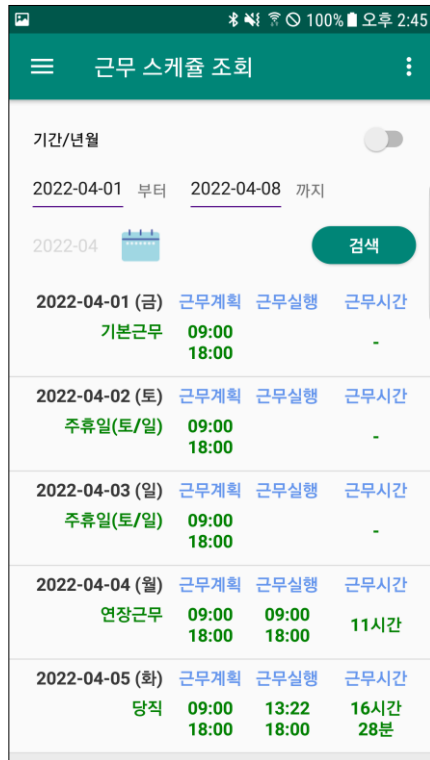 100% 오후 2:45
근무 스케쥴 조회
기간/년월
2022-04-01 부터 2022-04-08 까지
2022-04 검색
2022-04-01 (금) 근무계획 근무실행 근무시간
기본근무 09:00 -
18:00
2022-04-02 (토) 근무계획 근무실행 근무시간
주휴일(토/일) 09:00 -
18:00
2022-04-03 (일) 근무계획 근무실행 근무시간
주휴일(토/일) 09:00 -
18:00
2022-04-04 (월) 근무계획 근무실행 근무시간
연장근무 09:00 09:00 11시간
18:00 18:00
2022-04-05 (화) 근무계획 근무실행 근무시간
당직 09:00 13:22 16시간
18:00 18:00 28분